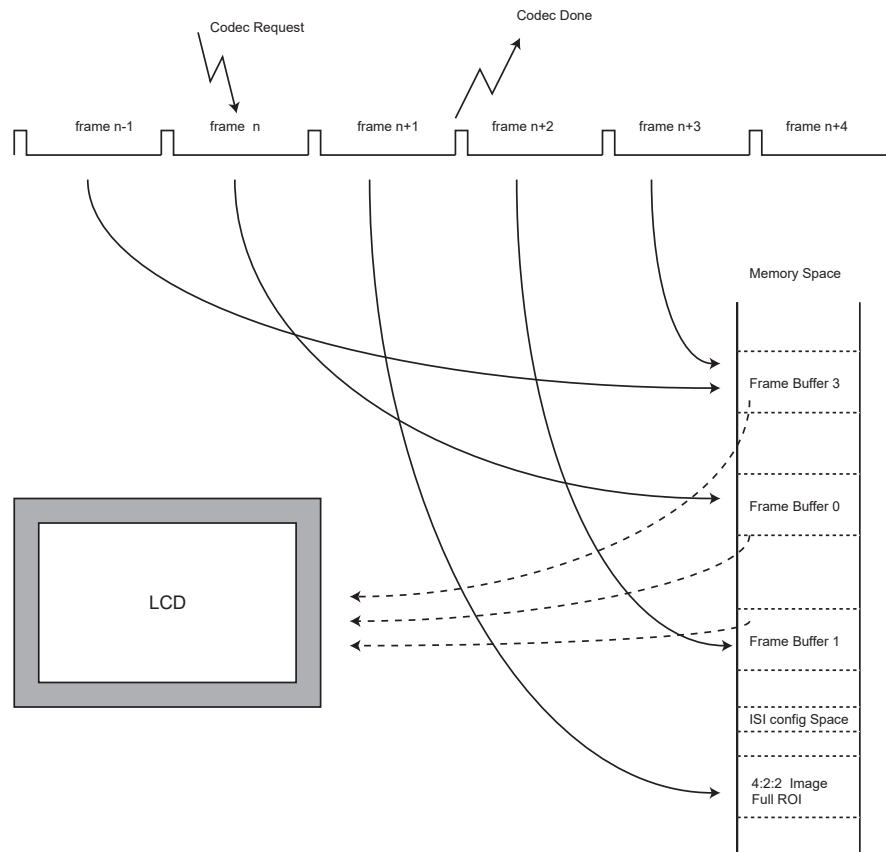 Codec Request
Codec Done
frame n-1
frame n
frame n+1
frame n+2
frame n+3
frame n+4
Memory Space
Frame Buffer 3
Frame Buffer 0
LCD
Frame Buffer 1
ISI config Space
4:2:2 Image
Full ROI